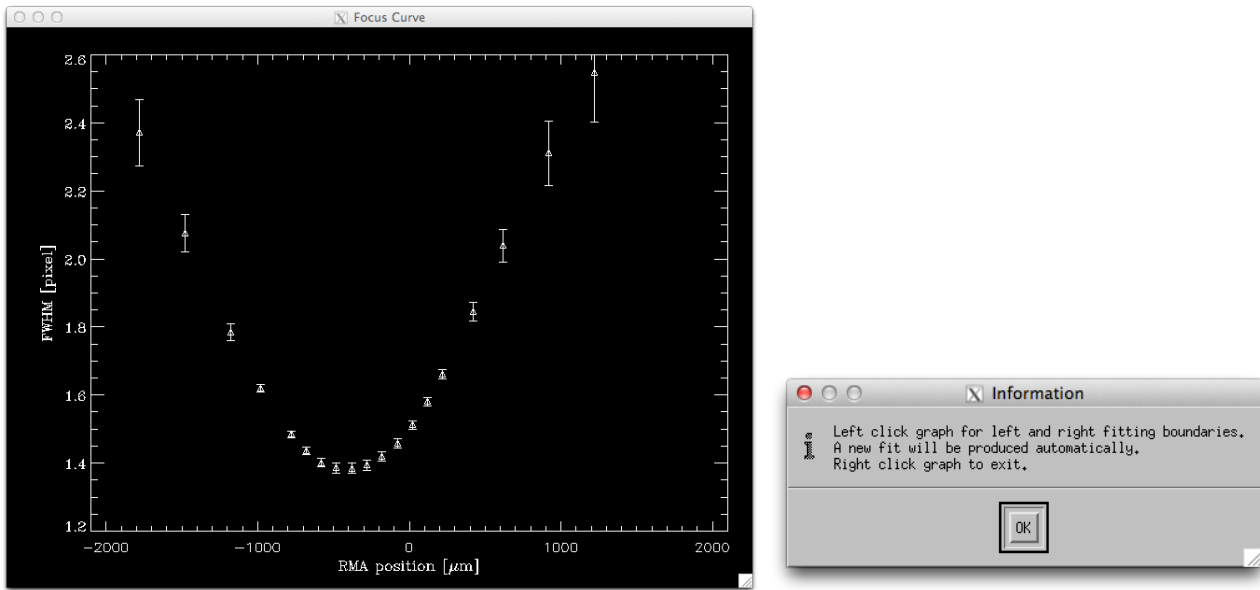 Focus Curve
2.6
2.4
2.2
2.0
1.8
1.6
1.4
1.2
FWHM [pixel]
−2000 −1000 0 1000 2000
RMA position [μm]
X Information
Left click graph for left and right fitting boundaries.
A new fit will be produced automatically.
Right click graph to exit.
OK